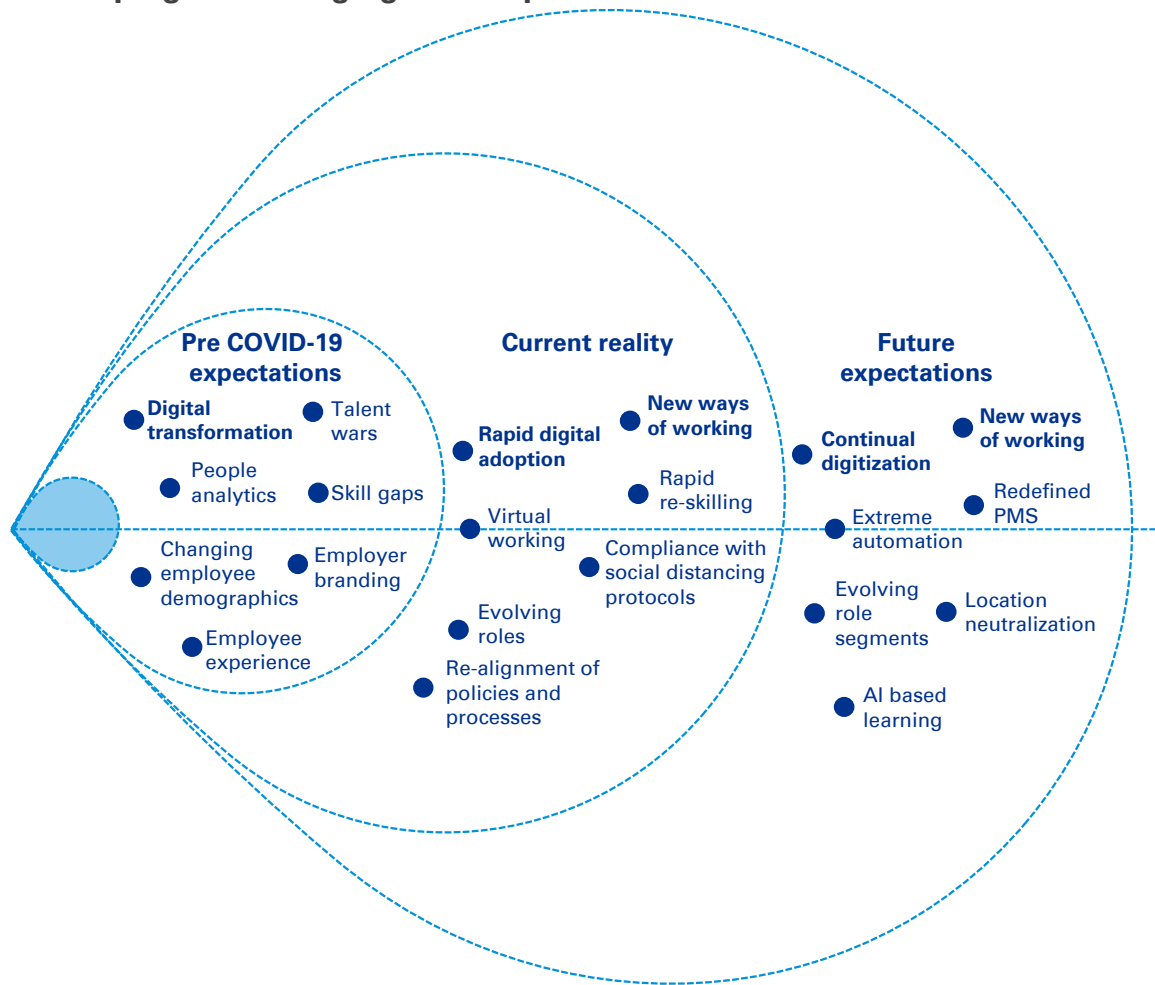 Pre COVID-19
expectations
Digital
transformation
Talent
wars
People
analytics
Skill gaps
Changing
employee
demographics
Employer
branding
Employee
experience
Current reality
Rapid digital
adoption
New ways
of working
Rapid
re-skilling
Virtual
working
Compliance with
social distancing
protocols
Evolving
roles
Re-alignment of
policies and
processes
Future
expectations
Continual
digitization
New ways
of working
Redefined
PMS
Extreme
automation
Evolving
role
segments
Location
neutralization
AI based
learning